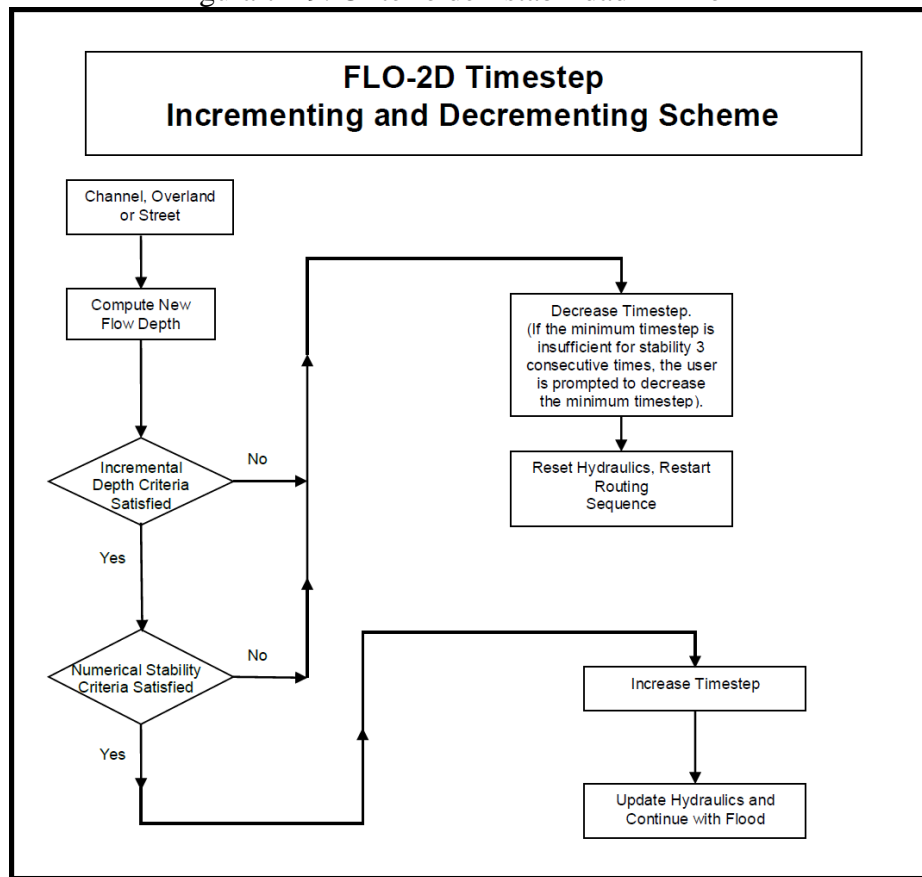 FLO-2D Timestep
Incrementing and Decrementing Scheme
Channel, Overland
or Street
Compute New
Flow Depth
Decrease Timestep.
(If the minimum timestep is
insufficient for stability 3
consecutive times, the user
is prompted to decrease
the minimum timestep).
Incremental
Depth Criteria
Satisfied
No
Reset Hydraulics, Restart
Routing
Sequence
Yes
Numerical Stability
Criteria Satisfied
No
Increase Timestep
Yes
Update Hydraulics and
Continue with Flood